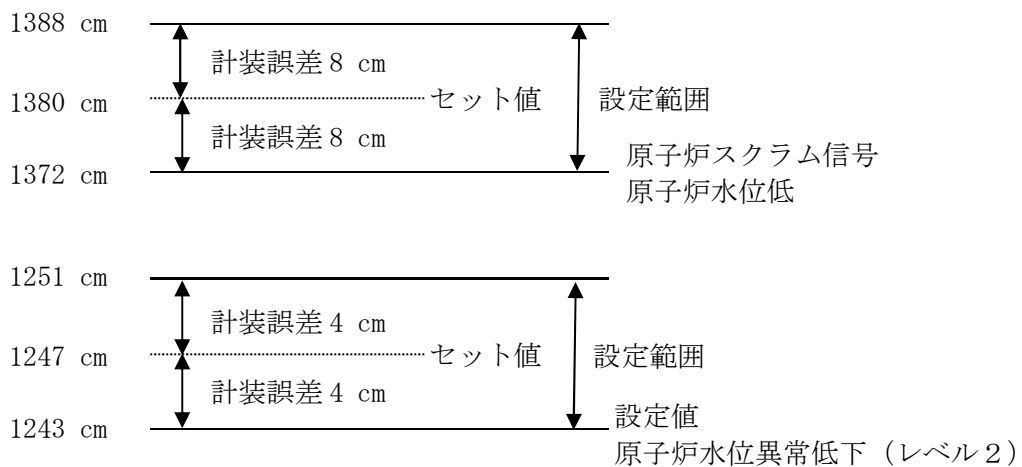 1388 cm
計装誤差８ cm
1380 cm
セット値
設定範囲
計装誤差８ cm
1372 cm
原子炉スクラム信号
原子炉水位低
1251 cm
計装誤差４ cm
1247 cm
セット値
設定範囲
計装誤差４ cm
1243 cm
設定値
原子炉水位異常低下（レベル２）